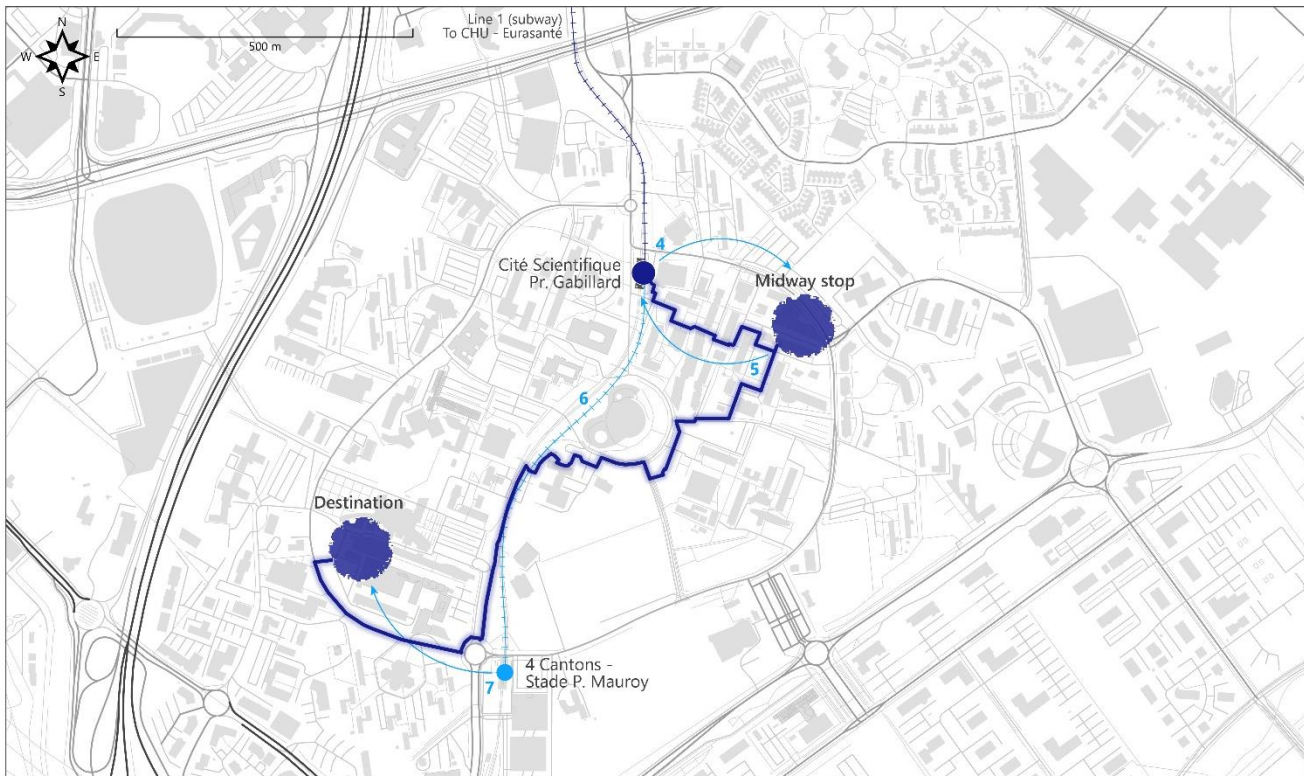 Line 1 (subway)
To CHU - Eurasanté
N
W E
S
500 m
4
Cité Scientifique
Pr. Gabillard
Midway stop
5
6
Destination
4 Cantons -
Stade P. Mauroy
7